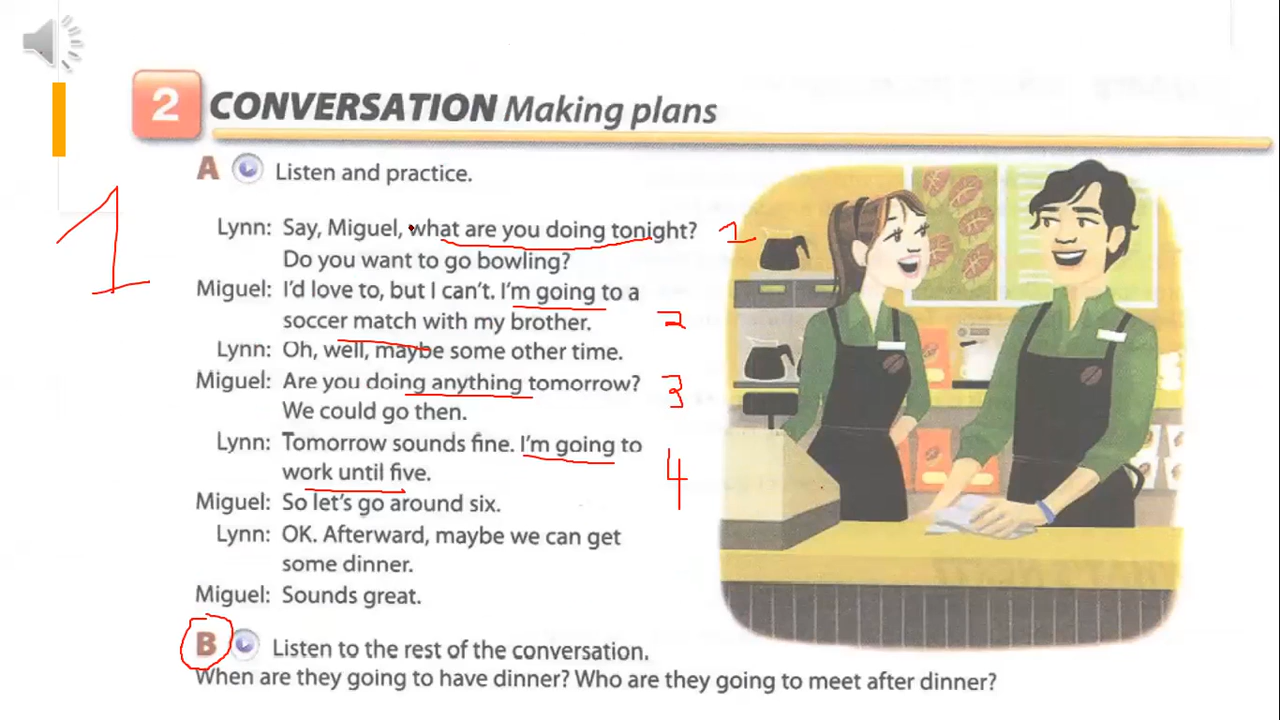 2 CONVERSATION Making plans
A Listen and practice.
1
Lynn: Say, Miguel, what are you doing tonight? 1
Do you want to go bowling?
Miguel: I'd love to, but I can't. I'm going to a
soccer match with my brother. 2
Lynn: Oh, well, maybe some other time.
Miguel: Are you doing anything tomorrow? 3
We could go then.
Lynn: Tomorrow sounds fine. I'm going to
work until five. 4
Miguel: So let's go around six.
Lynn: OK. Afterward, maybe we can get
some dinner.
Miguel: Sounds great.
B Listen to the rest of the conversation.
When are they going to have dinner? Who are they going to meet after dinner?